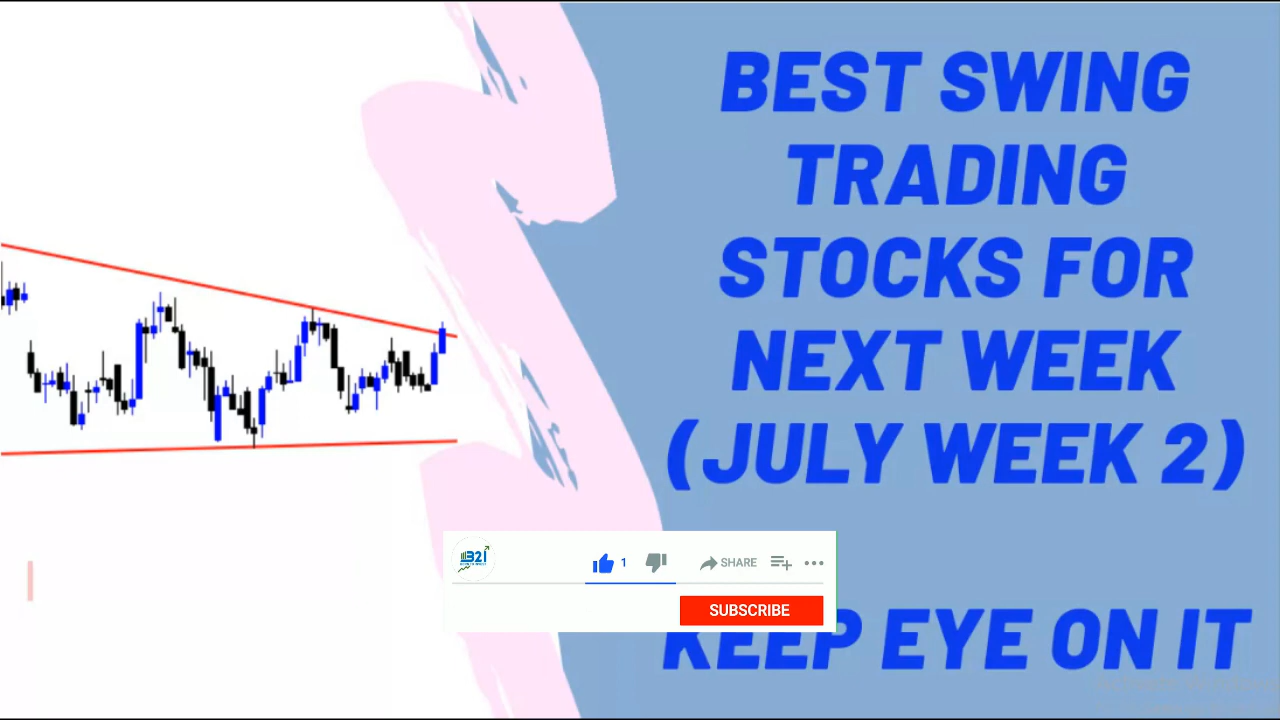 BEST SWING
TRADING
STOCKS FOR
NEXT WEEK
(JULY WEEK 2)
1
SHARE
SUBSCRIBE
KEEP EYE ON IT